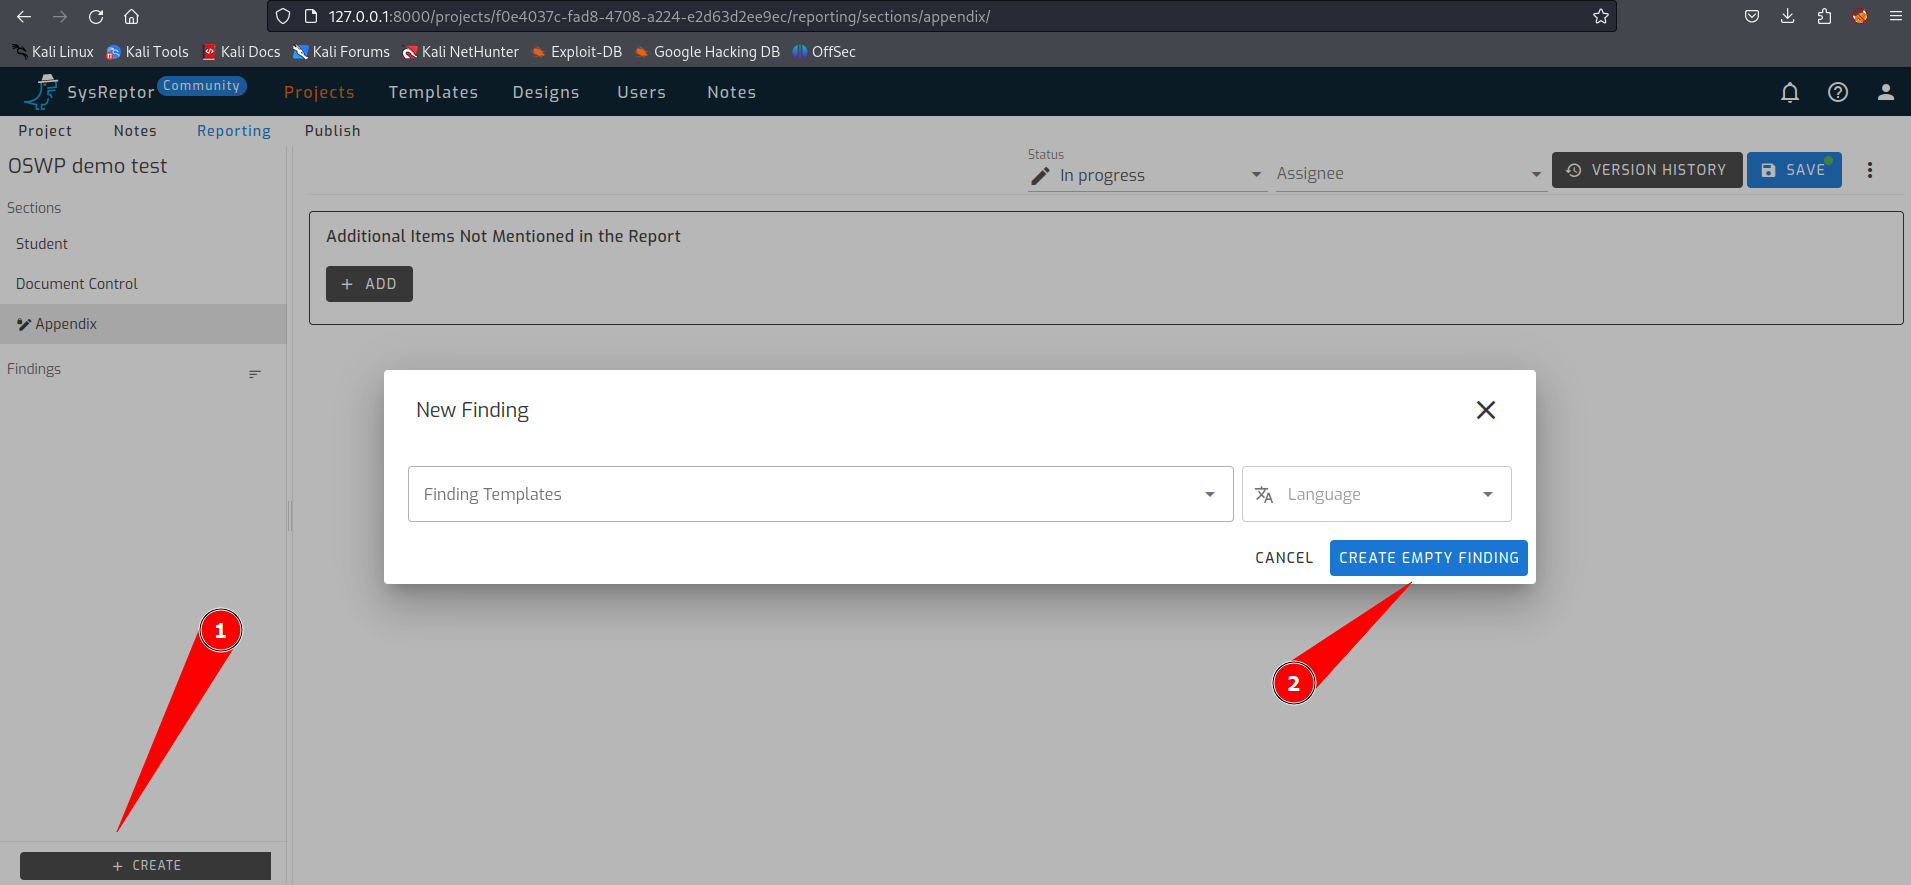 127.0.0.1:8000/projects/f0e4037c-fad8-4708-a224-e2d63d2ee9ec/reporting/sections/appendix/
Kali Linux Kali Tools Kali Docs Kali Forums Kali NetHunter Exploit-DB Google Hacking DB OffSec
SysReptor Community Projects Templates Designs Users Notes
Project Notes Reporting Publish
OSWP demo test
Status
In progress
Assignee
VERSION HISTORY
SAVE
Sections
Student
Document Control
Appendix
Findings
Additional Items Not Mentioned in the Report
+ ADD
New Finding
Finding Templates
Language
CANCEL
CREATE EMPTY FINDING
1
2
+ CREATE